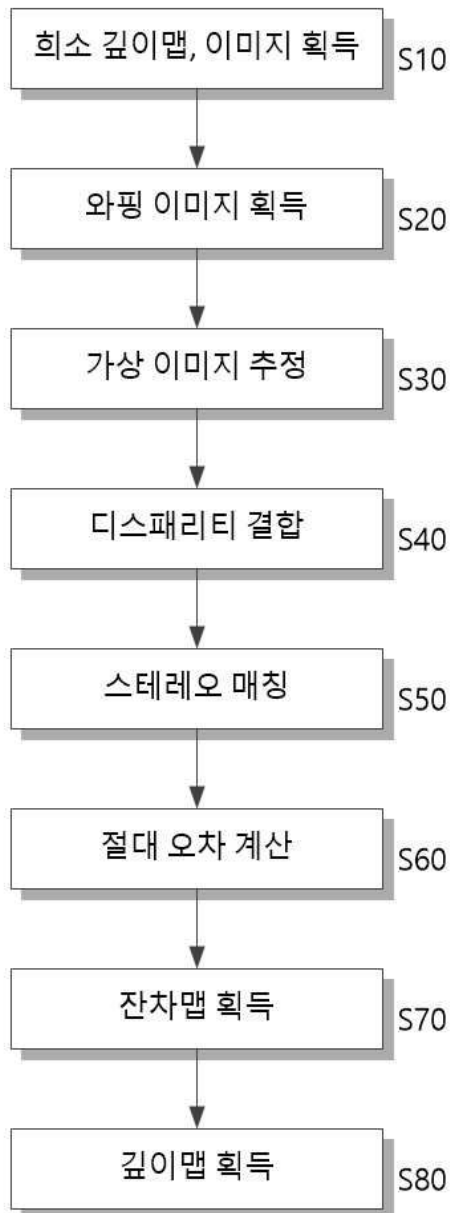 희소 깊이맵, 이미지 획득 S10
와핑 이미지 획득 S20
가상 이미지 추정 S30
디스패리티 결합 S40
스테레오 매칭 S50
절대 오차 계산 S60
잔차맵 획득 S70
깊이맵 획득 S80